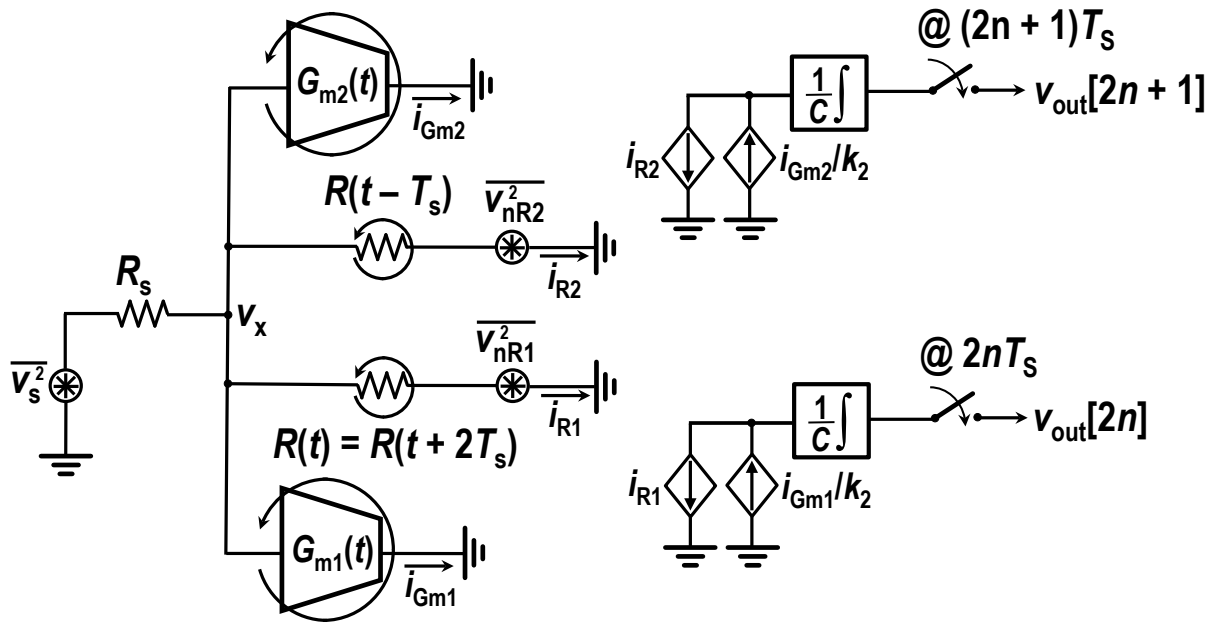 G_m2(t)
i_Gm2
R(t – T_s)
v_nR2^2
i_R2
R_s
v_x
v_s^2
v_nR1^2
i_R1
R(t) = R(t + 2T_s)
G_m1(t)
i_Gm1
@ (2n + 1)T_S
1/C ∫
v_out[2n + 1]
i_R2
i_Gm2/k_2
@ 2nT_S
1/C ∫
v_out[2n]
i_R1
i_Gm1/k_2